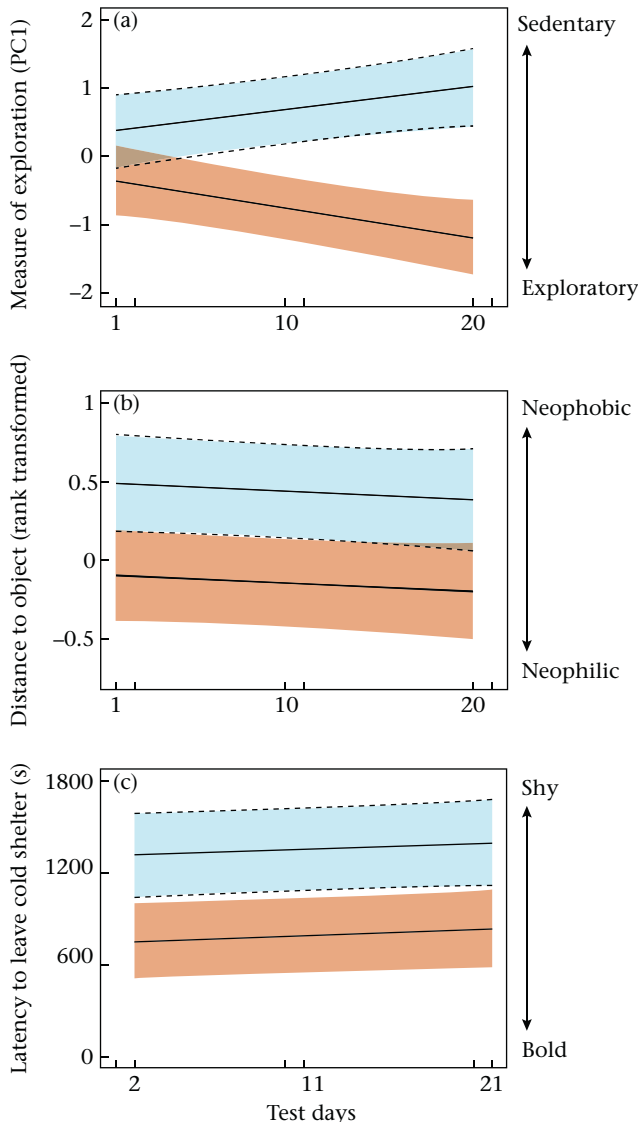 (a)
Sedentary
2
1
0
–1
–2
Measure of exploration (PC1)
Exploratory
1
10
20
(b)
Neophobic
1
0.5
0
–0.5
Distance to object (rank transformed)
Neophilic
1
10
20
(c)
Shy
1800
1200
600
0
Latency to leave cold shelter (s)
Bold
2
11
21
Test days